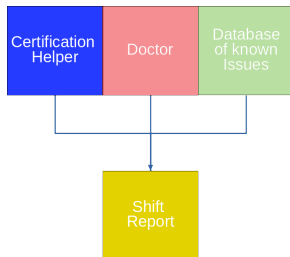 Certification
Helper
Doctor
Database
of known
Issues
Shift
Report